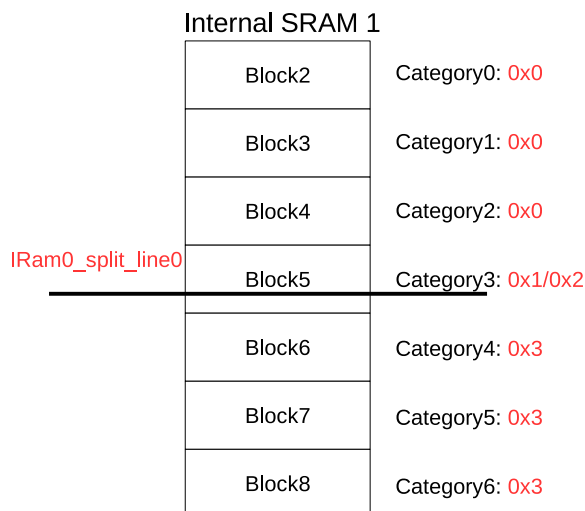 Internal SRAM 1
Block2 Category0: 0x0
Block3 Category1: 0x0
Block4 Category2: 0x0
IRam0_split_line0
Block5 Category3: 0x1/0x2
Block6 Category4: 0x3
Block7 Category5: 0x3
Block8 Category6: 0x3